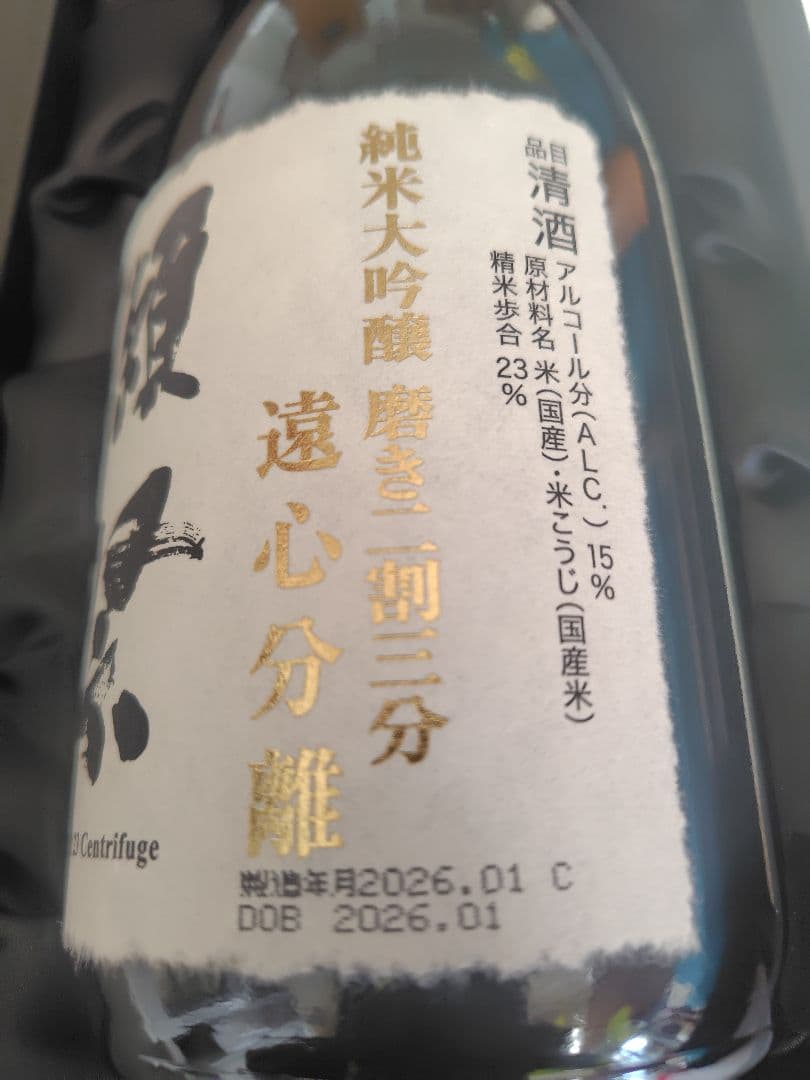 品目 清酒
アルコール分(ALC.) 15%
原材料名 米(国産)・米こうじ(国産米)
精米歩合 23%
純米大吟醸 磨き二割三分
遠心分離
獺祭
23 Centrifuge
製造年月2026.01 C
DOB 2026.01